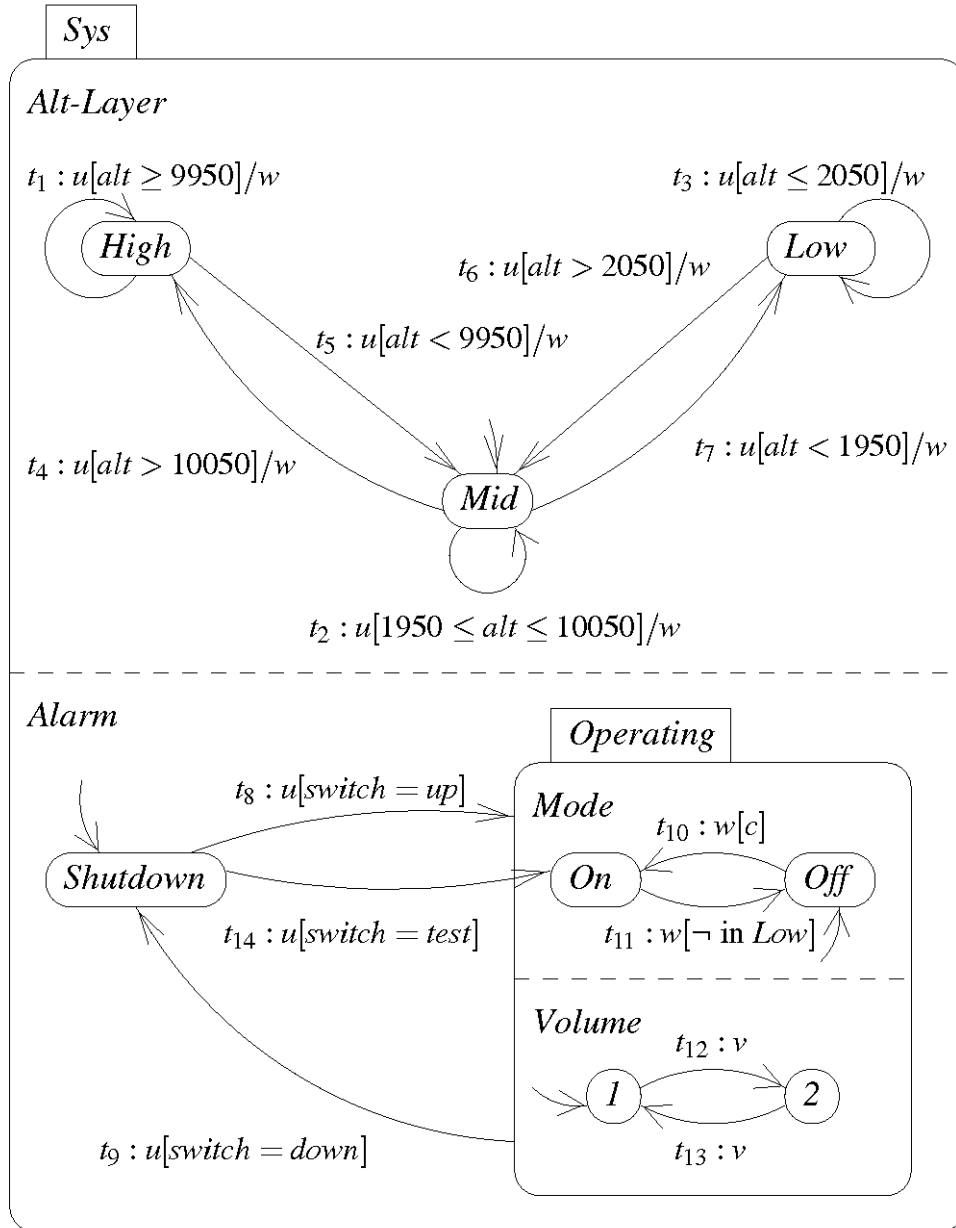 Sys
Alt-Layer
t₁ : u[alt ≥ 9950]/w
t₃ : u[alt ≤ 2050]/w
High
Low
t₆ : u[alt > 2050]/w
t₅ : u[alt < 9950]/w
t₄ : u[alt > 10050]/w
t₇ : u[alt < 1950]/w
Mid
t₂ : u[1950 ≤ alt ≤ 10050]/w
Alarm
Operating
t₈ : u[switch = up]
Mode
t₁₀ : w[c]
Shutdown
On
Off
t₁₄ : u[switch = test]
t₁₁ : w[¬ in Low]
Volume
t₁₂ : v
1
2
t₉ : u[switch = down]
t₁₃ : v